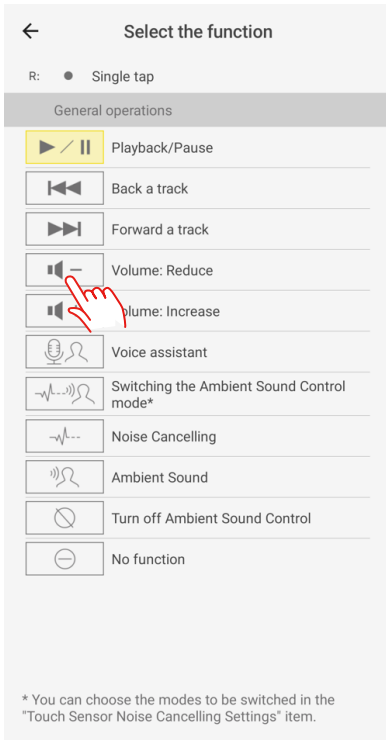 Select the function
R: ● Single tap
General operations
Playback/Pause
Back a track
Forward a track
Volume: Reduce
Volume: Increase
Voice assistant
Switching the Ambient Sound Control
mode*
Noise Cancelling
Ambient Sound
Turn off Ambient Sound Control
No function
* You can choose the modes to be switched in the
"Touch Sensor Noise Cancelling Settings" item.